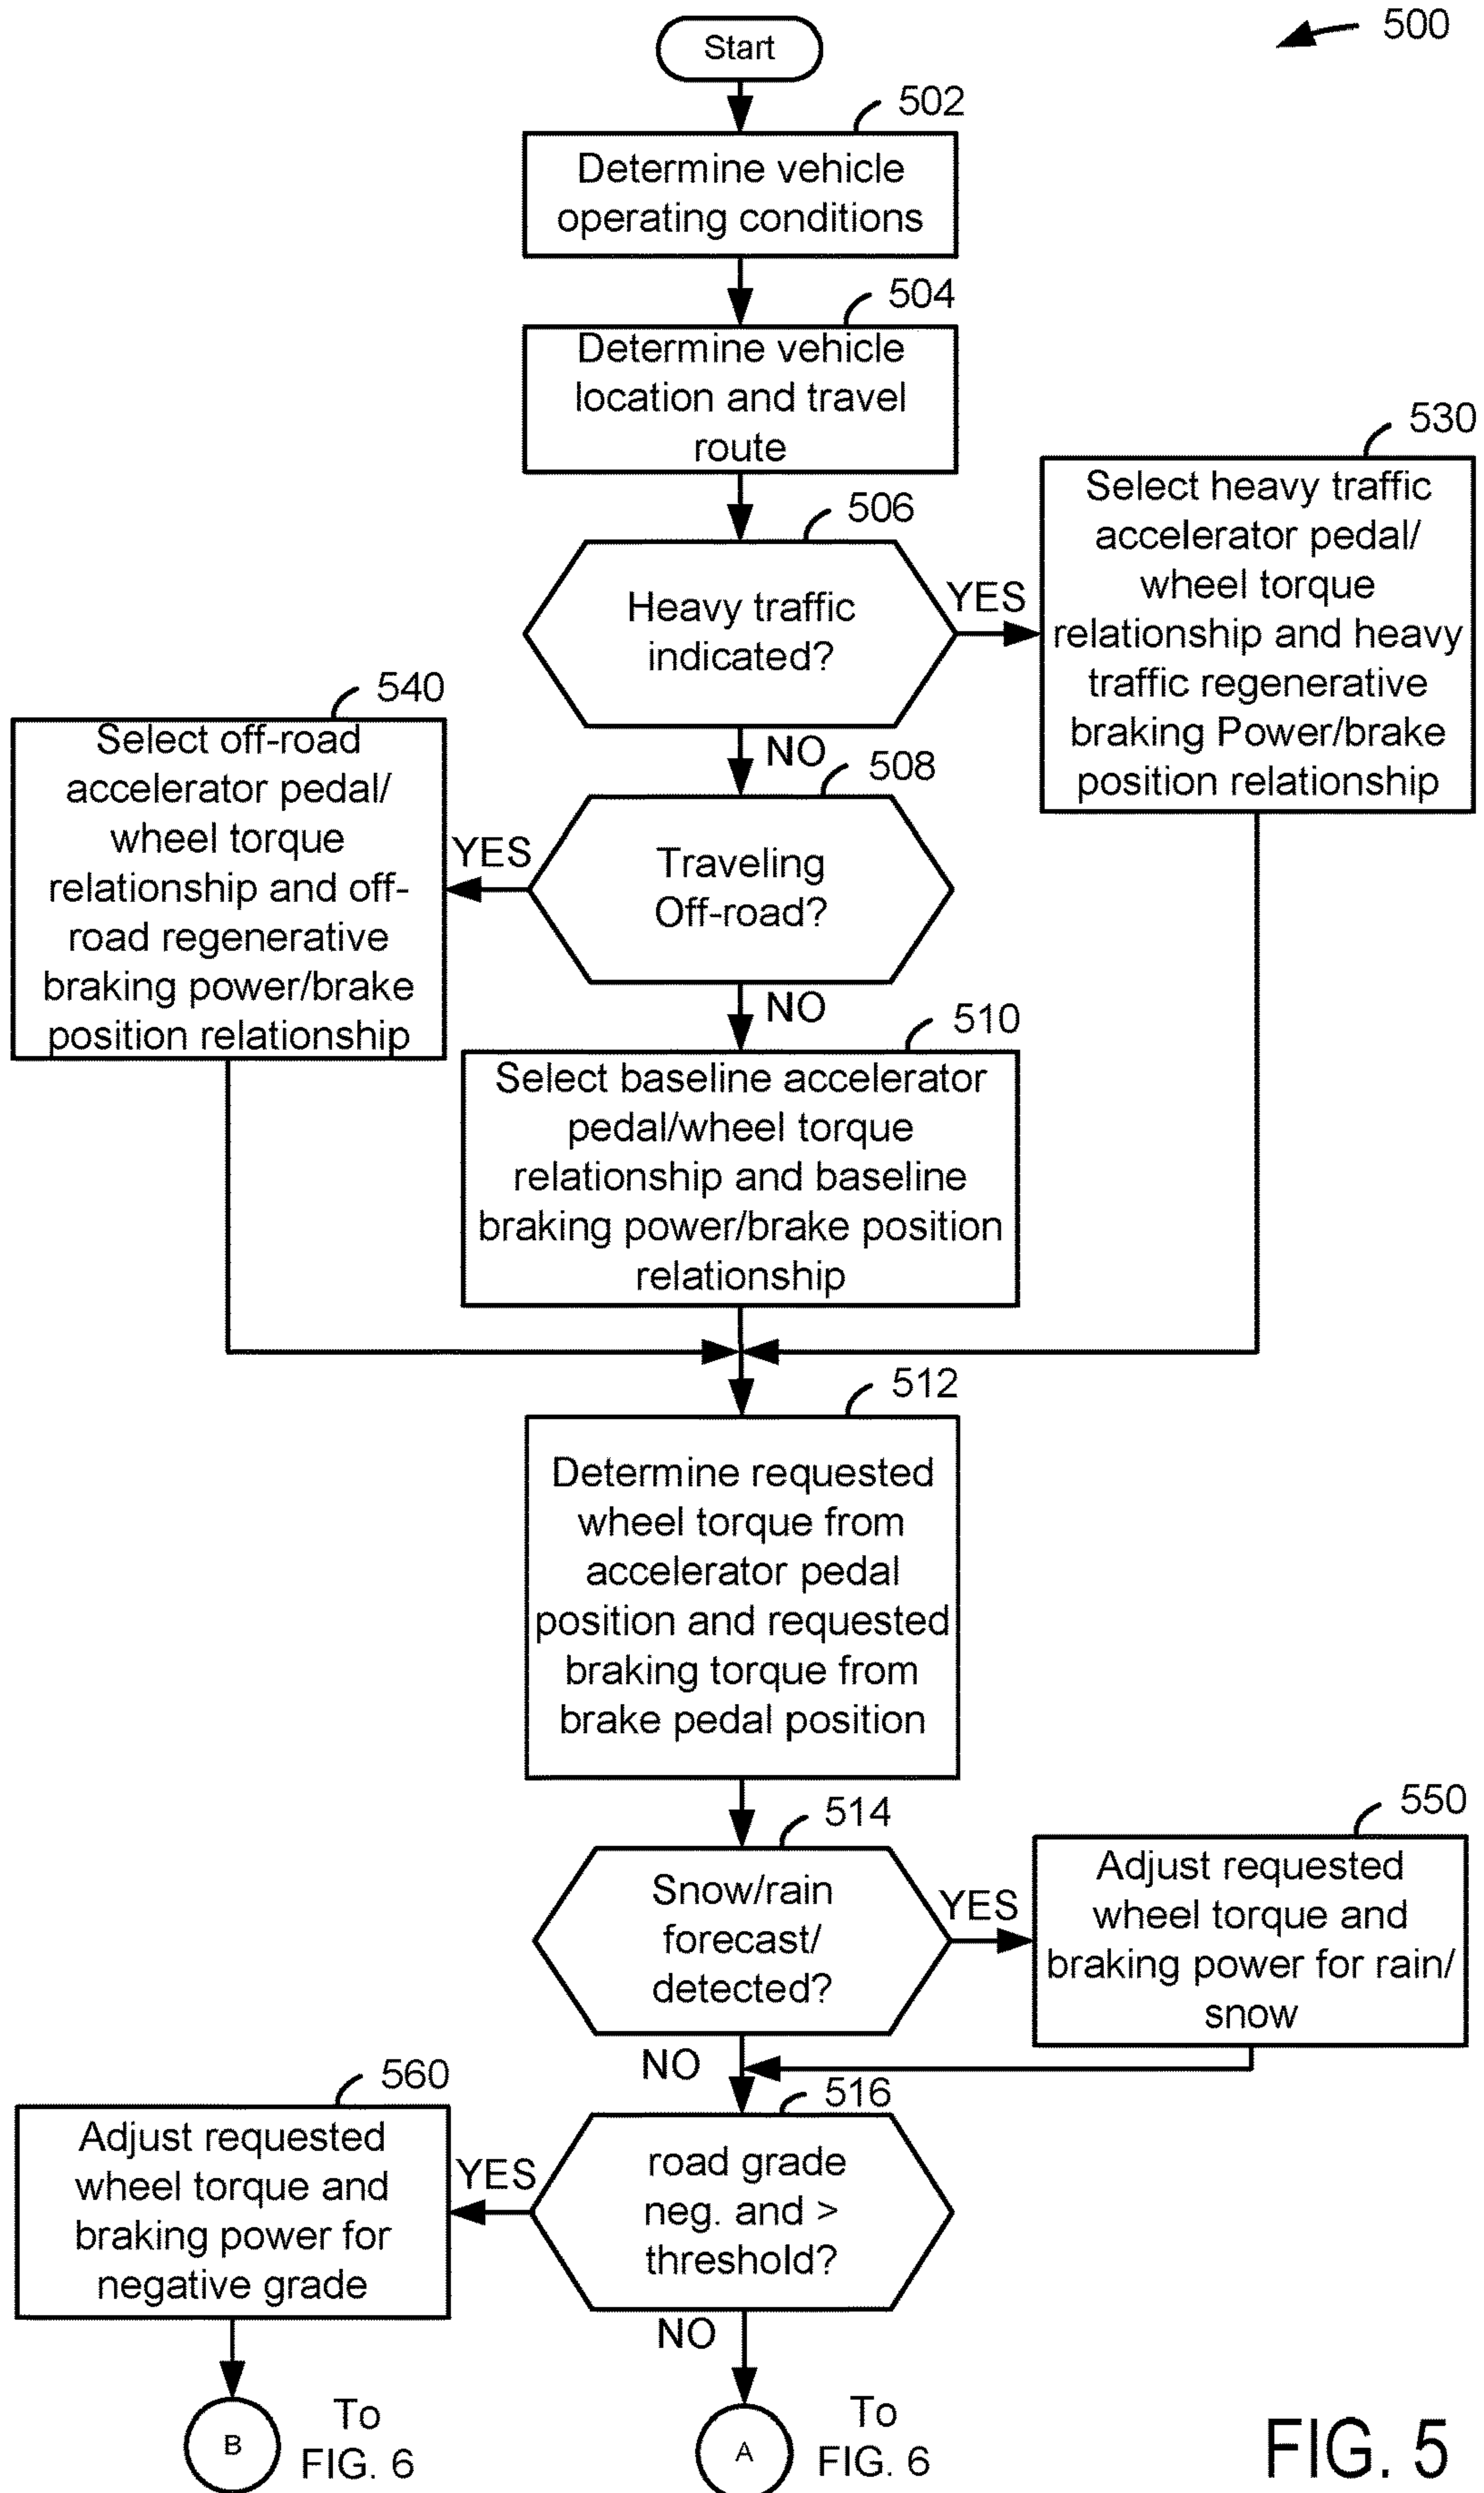 500
Start
502
Determine vehicle
operating conditions
504
Determine vehicle
location and travel
route
506
Heavy traffic
indicated?
YES
NO
530
Select heavy traffic
accelerator pedal/
wheel torque
relationship and heavy
traffic regenerative
braking Power/brake
position relationship
508
Traveling
Off-road?
YES
NO
540
Select off-road
accelerator pedal/
wheel torque
relationship and off-
road regenerative
braking power/brake
position relationship
510
Select baseline accelerator
pedal/wheel torque
relationship and baseline
braking power/brake position
relationship
512
Determine requested
wheel torque from
accelerator pedal
position and requested
braking torque from
brake pedal position
514
Snow/rain
forecast/
detected?
YES
NO
550
Adjust requested
wheel torque and
braking power for rain/
snow
516
road grade
neg. and >
threshold?
YES
NO
560
Adjust requested
wheel torque and
braking power for
negative grade
B
To
FIG. 6
A
To
FIG. 6
FIG. 5